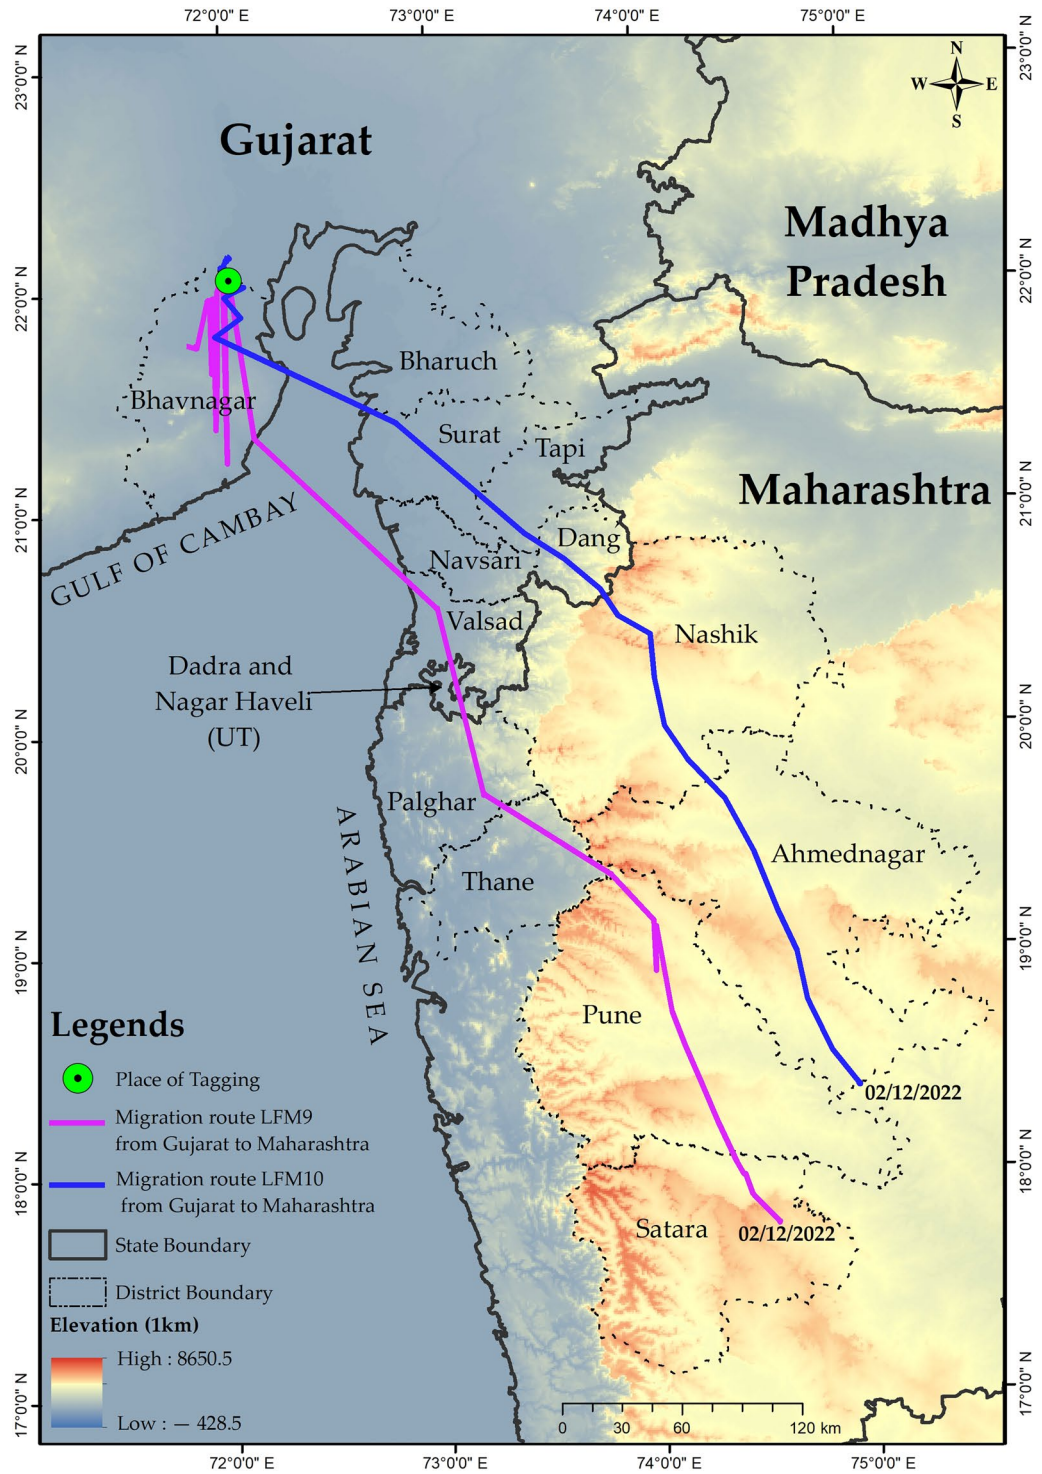 72°0'0" E
73°0'0" E
74°0'0" E
75°0'0" E
23°0'0" N
23°0'0" N
N
W
E
S
Gujarat
Madhya
Pradesh
22°0'0" N
22°0'0" N
Bharuch
Bhavnagar
Surat
Tapi
Maharashtra
21°0'0" N
21°0'0" N
GULF OF CAMBAY
Dang
Navsari
Valsad
Nashik
Dadra and
Nagar Haveli
(UT)
20°0'0" N
20°0'0" N
Palghar
ARABIAN SEA
Ahmednagar
Thane
19°0'0" N
19°0'0" N
Pune
02/12/2022
Legends
Place of Tagging
Migration route LFM9
from Gujarat to Maharashtra
Migration route LFM10
from Gujarat to Maharashtra
18°0'0" N
18°0'0" N
Satara
02/12/2022
State Boundary
District Boundary
Elevation (1km)
High : 8650.5
Low : — 428.5
17°0'0" N
17°0'0" N
0 30 60 120 km
72°0'0" E
73°0'0" E
74°0'0" E
75°0'0" E